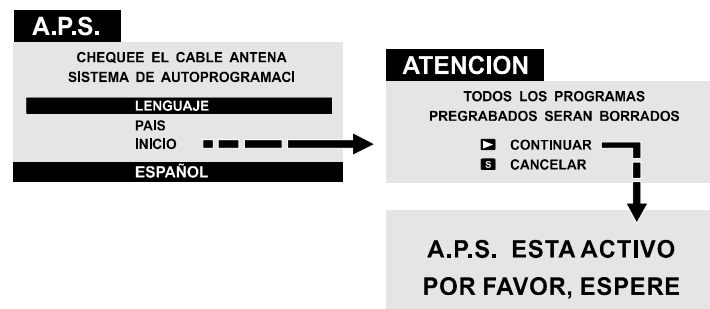 A.P.S.
CHEQUEE EL CABLE ANTENA
SISTEMA DE AUTOPROGRAMACÍ
LENGUAJE
PAIS
INICIO
ESPAÑOL
ATENCION
TODOS LOS PROGRAMAS
PREGRABADOS SERAN BORRADOS
CONTINUAR
S CANCELAR
A.P.S. ESTA ACTIVO
POR FAVOR, ESPERE